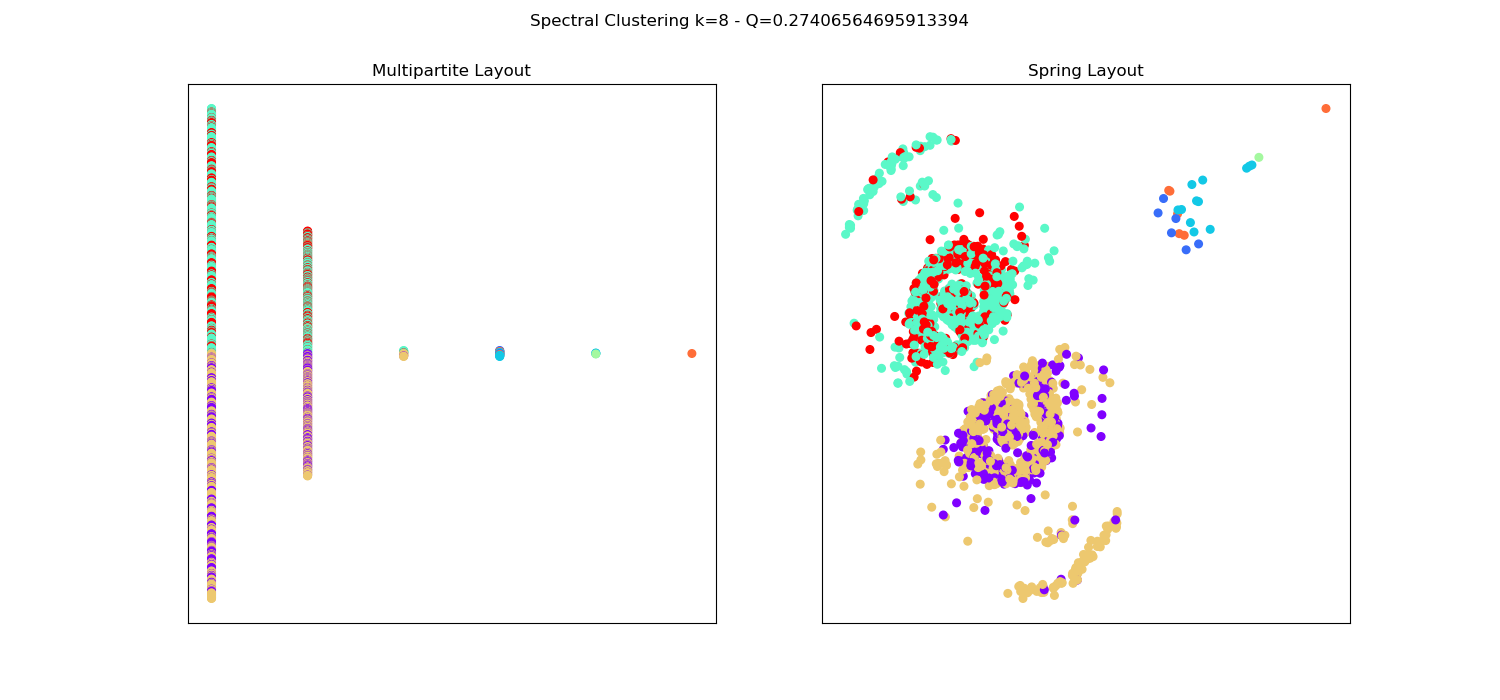 Spectral Clustering k=8 - Q=0.27406564695913394
Multipartite Layout
Spring Layout